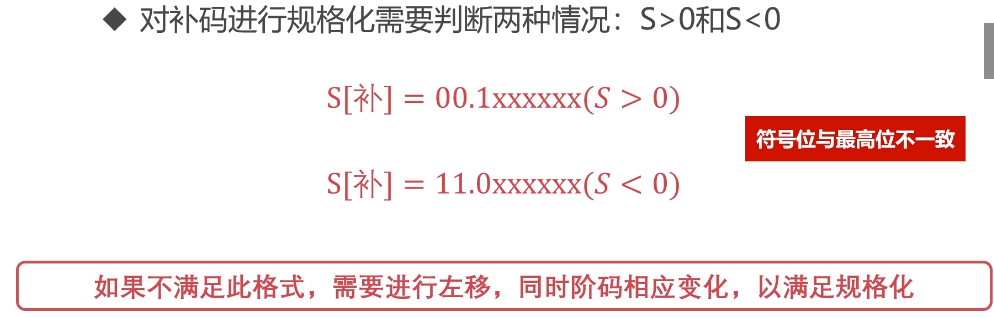 ◆ 对补码进行规格化需要判断两种情况：S>0和S<0
S[补] = 00.1xxxxxx(S > 0)
符号位与最高位不一致
S[补] = 11.0xxxxxx(S < 0)
如果不满足此格式，需要进行左移，同时阶码相应变化，以满足规格化